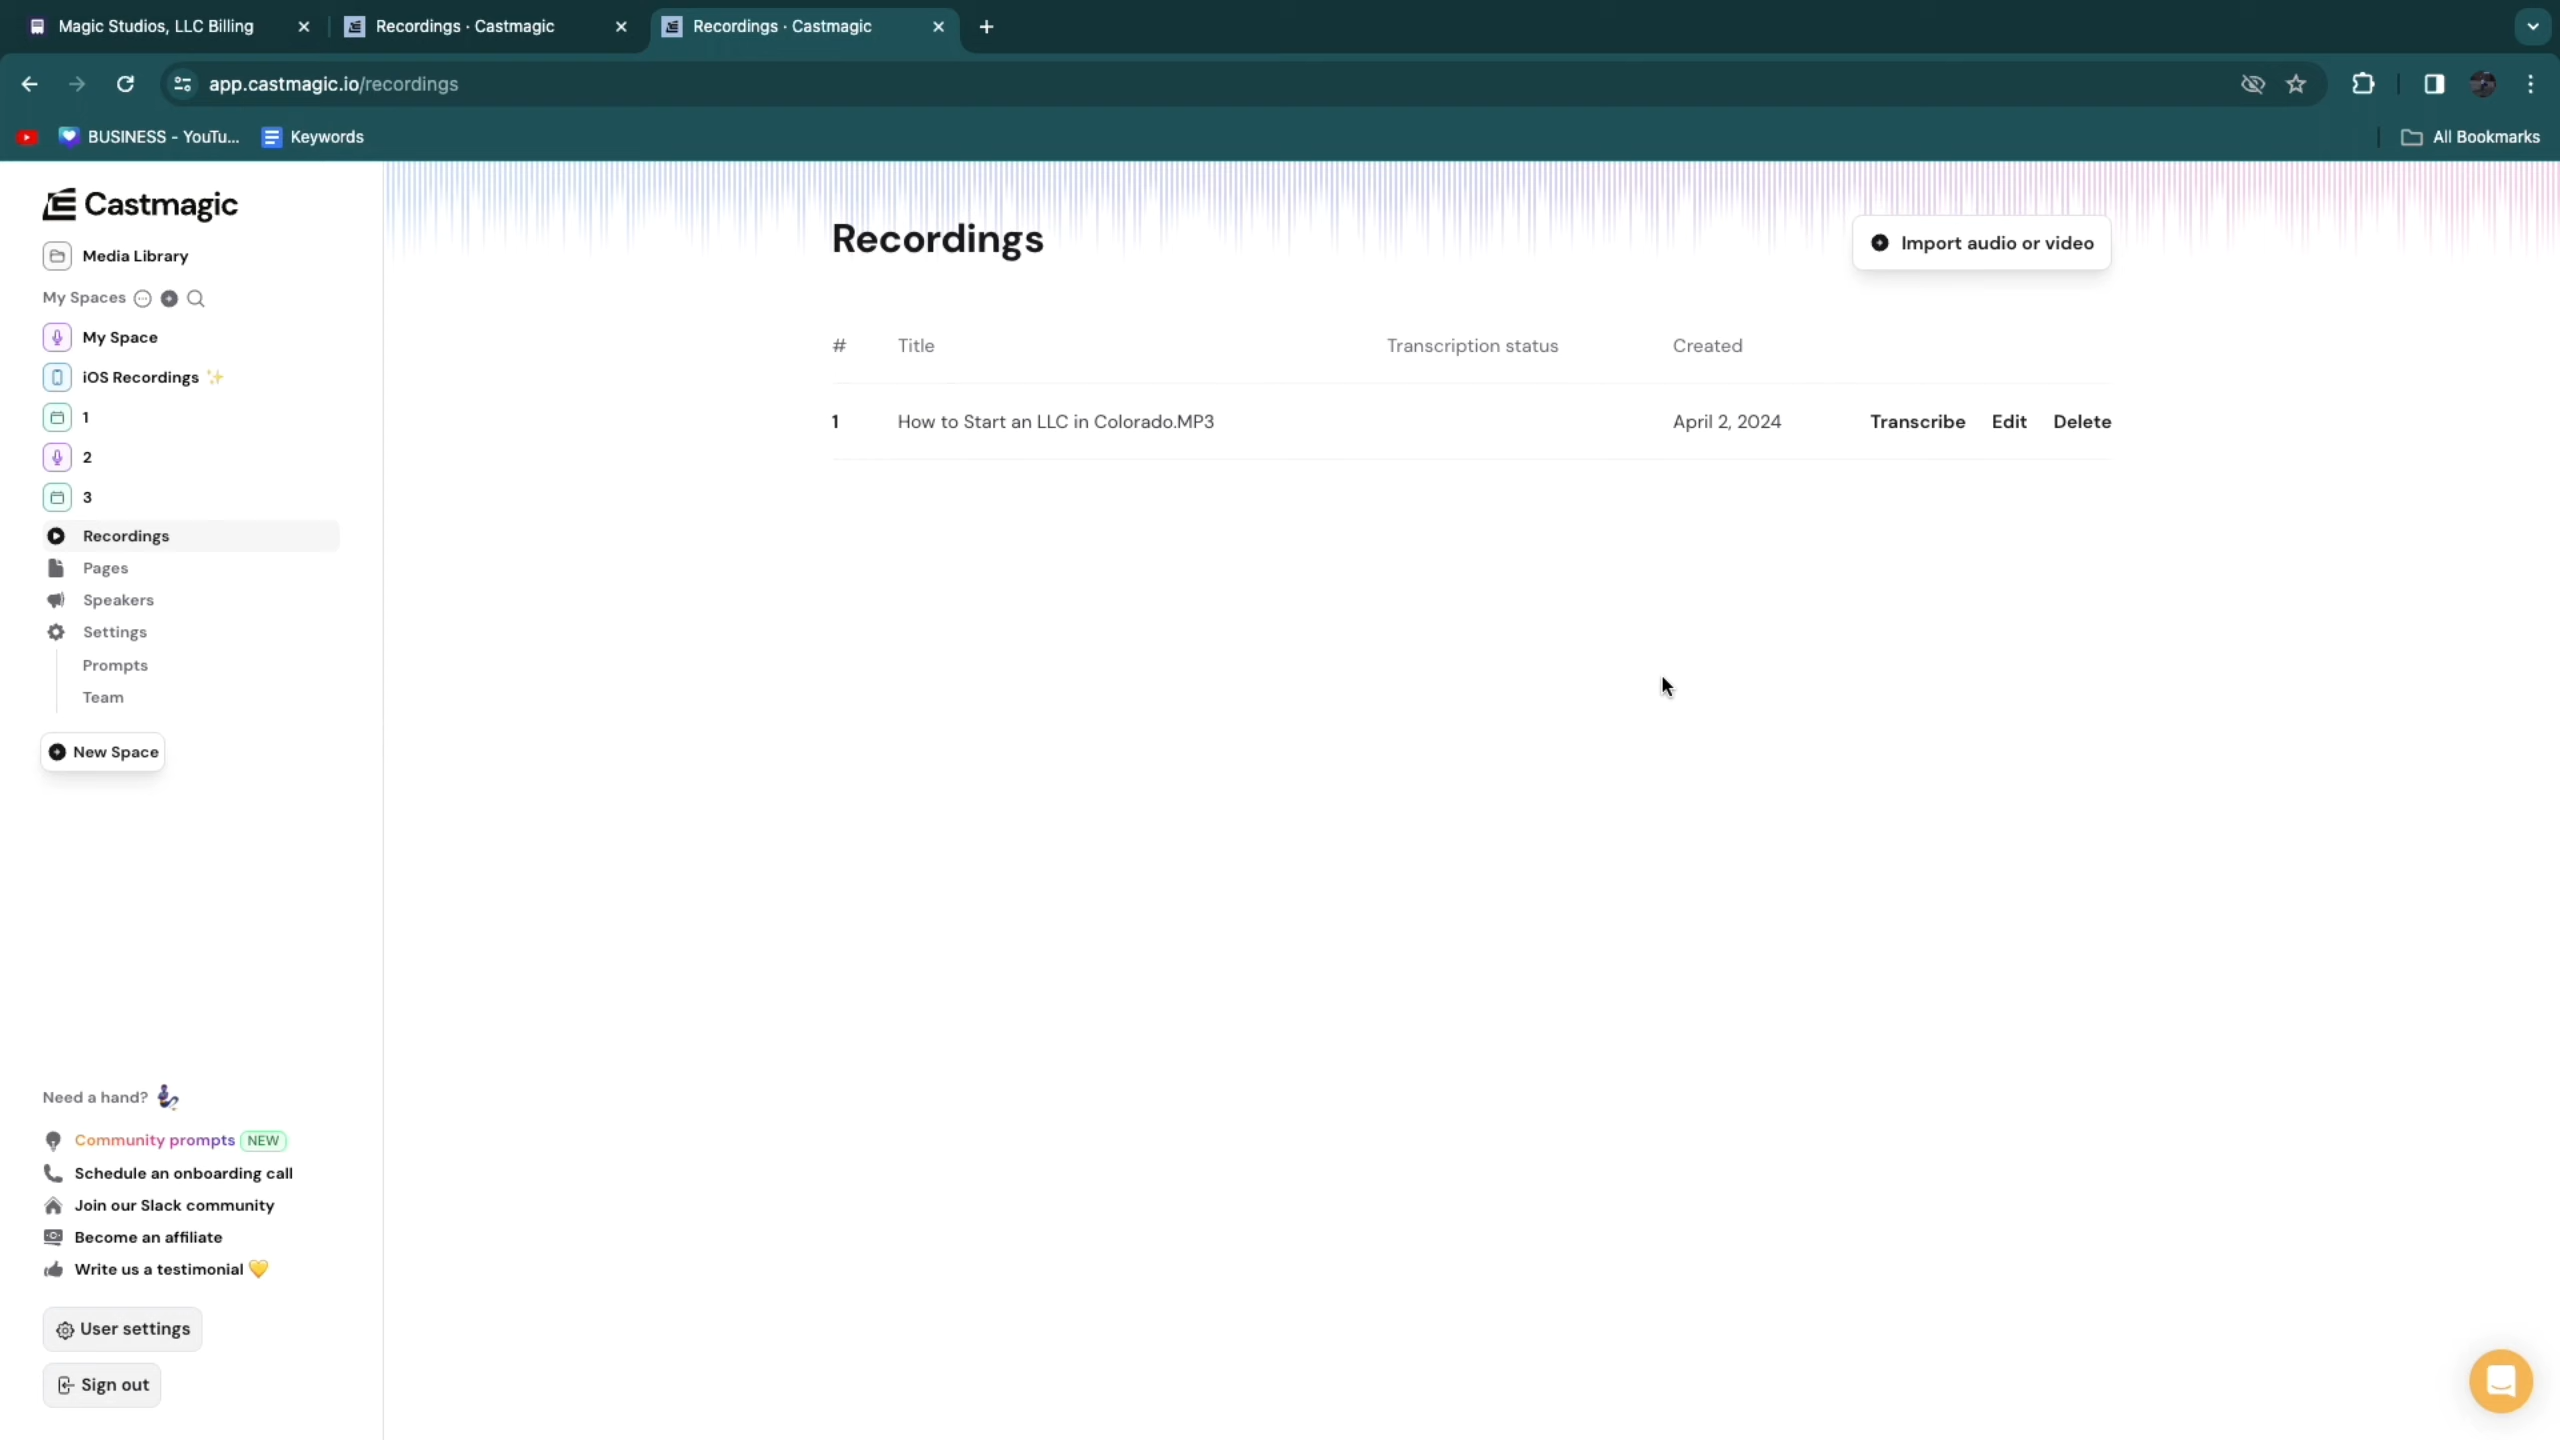 Magic Studios, LLC Billing
Recordings · Castmagic
Recordings · Castmagic
app.castmagic.io/recordings
BUSINESS - YouTu...
Keywords
All Bookmarks
Castmagic
Media Library
My Spaces
My Space
iOS Recordings ✨
1
2
3
Recordings
Pages
Speakers
Settings
Prompts
Team
New Space
Need a hand?
Community prompts NEW
Schedule an onboarding call
Join our Slack community
Become an affiliate
Write us a testimonial 💛
User settings
Sign out
Recordings
Import audio or video
# Title Transcription status Created
1 How to Start an LLC in Colorado.MP3 April 2, 2024 Transcribe Edit Delete